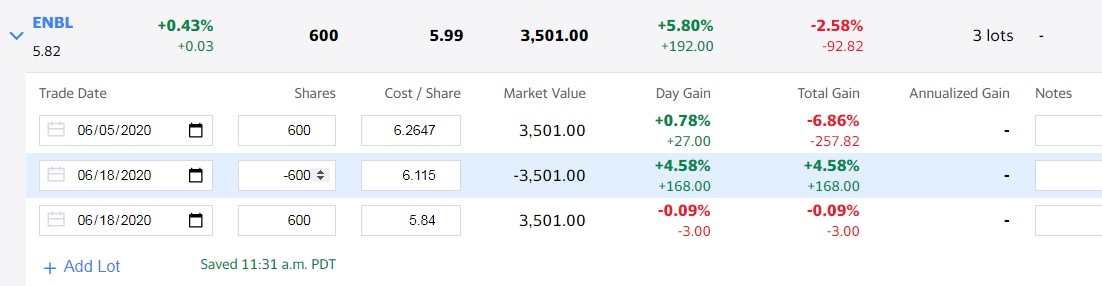 ENBL +0.43% 600 5.99 3,501.00 +5.80% -2.58% 3 lots -
5.82 +0.03 +192.00 -92.82
Trade Date Shares Cost / Share Market Value Day Gain Total Gain Annualized Gain Notes
06/05/2020 600 6.2647 3,501.00 +0.78% -6.86% -
+27.00 -257.82
06/18/2020 -600 6.115 -3,501.00 +4.58% +4.58% -
+168.00 +168.00
06/18/2020 600 5.84 3,501.00 -0.09% -0.09% -
-3.00 -3.00
+ Add Lot Saved 11:31 a.m. PDT